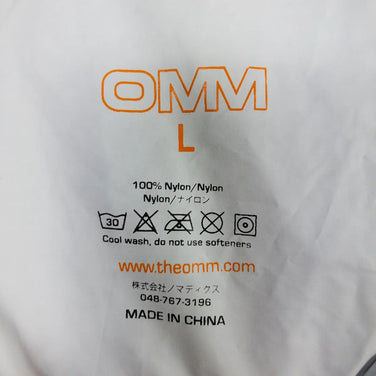 OMM
L
100% Nylon/Nylon
Nylon/ナイロン
30
Cool wash, do not use softeners
www.theomm.com
株式会社ノマディクス
048-767-3196
MADE IN CHINA